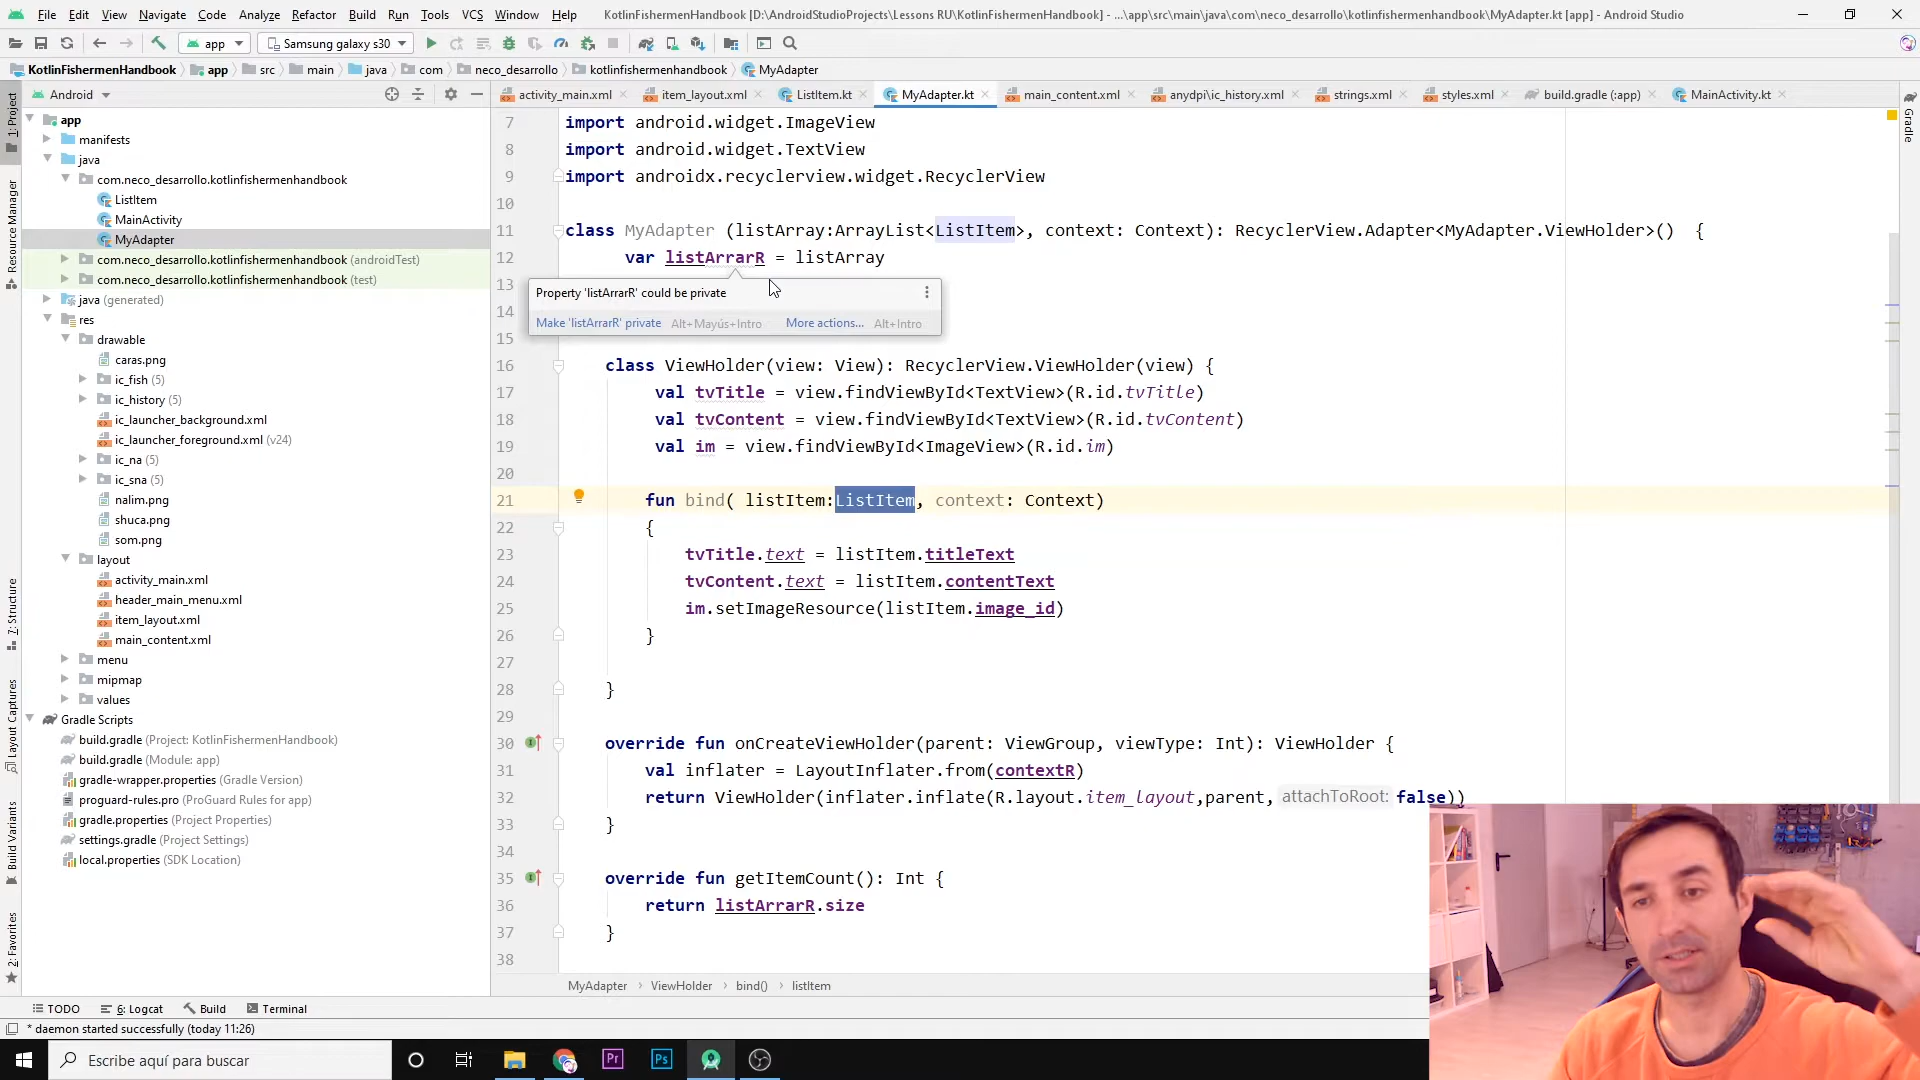 File Edit View Navigate Code Analyze Refactor Build Run Tools VCS Window Help KotlinFishermenHandbook [D:\AndroidStudioProjects\Lessons RU\KotlinFishermenHandbook] - ...\app\src\main\java\com\neco_desarrollo\kotlinfishermenhandbook\MyAdapter.kt [app] - Android Studio
app Samsung galaxy s30
KotlinFishermenHandbook app src main java com neco_desarrollo kotlinfishermenhandbook MyAdapter
Android activity_main.xml item_layout.xml ListItem.kt MyAdapter.kt main_content.xml anydpi\ic_history.xml strings.xml styles.xml build.gradle (:app) MainActivity.kt
1: Project
Resource Manager
7: Structure
Layout Captures
Build Variants
2: Favorites
Gradle
app
manifests
java
com.neco_desarrollo.kotlinfishermenhandbook
ListItem
MainActivity
MyAdapter
com.neco_desarrollo.kotlinfishermenhandbook (androidTest)
com.neco_desarrollo.kotlinfishermenhandbook (test)
java (generated)
res
drawable
caras.png
ic_fish (5)
ic_history (5)
ic_launcher_background.xml
ic_launcher_foreground.xml (v24)
ic_na (5)
ic_sna (5)
nalim.png
shuca.png
som.png
layout
activity_main.xml
header_main_menu.xml
item_layout.xml
main_content.xml
menu
mipmap
values
Gradle Scripts
build.gradle (Project: KotlinFishermenHandbook)
build.gradle (Module: app)
gradle-wrapper.properties (Gradle Version)
proguard-rules.pro (ProGuard Rules for app)
gradle.properties (Project Properties)
settings.gradle (Project Settings)
local.properties (SDK Location)
7 import android.widget.ImageView
8 import android.widget.TextView
9 import androidx.recyclerview.widget.RecyclerView
10
11 class MyAdapter (listArray:ArrayList<ListItem>, context: Context): RecyclerView.Adapter<MyAdapter.ViewHolder>() {
12 var listArrarR = listArray
13
Property 'listArrarR' could be private
14
Make 'listArrarR' private Alt+Mayús+Intro More actions... Alt+Intro
15
16 class ViewHolder(view: View): RecyclerView.ViewHolder(view) {
17 val tvTitle = view.findViewById<TextView>(R.id.tvTitle)
18 val tvContent = view.findViewById<TextView>(R.id.tvContent)
19 val im = view.findViewById<ImageView>(R.id.im)
20
21 fun bind( listItem:ListItem, context: Context)
22 {
23 tvTitle.text = listItem.titleText
24 tvContent.text = listItem.contentText
25 im.setImageResource(listItem.image_id)
26 }
27
28 }
29
30 override fun onCreateViewHolder(parent: ViewGroup, viewType: Int): ViewHolder {
31 val inflater = LayoutInflater.from(contextR)
32 return ViewHolder(inflater.inflate(R.layout.item_layout,parent, attachToRoot: false))
33 }
34
35 override fun getItemCount(): Int {
36 return listArrarR.size
37 }
38
MyAdapter ViewHolder bind() listItem
TODO 6: Logcat Build Terminal
* daemon started successfully (today 11:26)
Escribe aquí para buscar
Pr
Ps